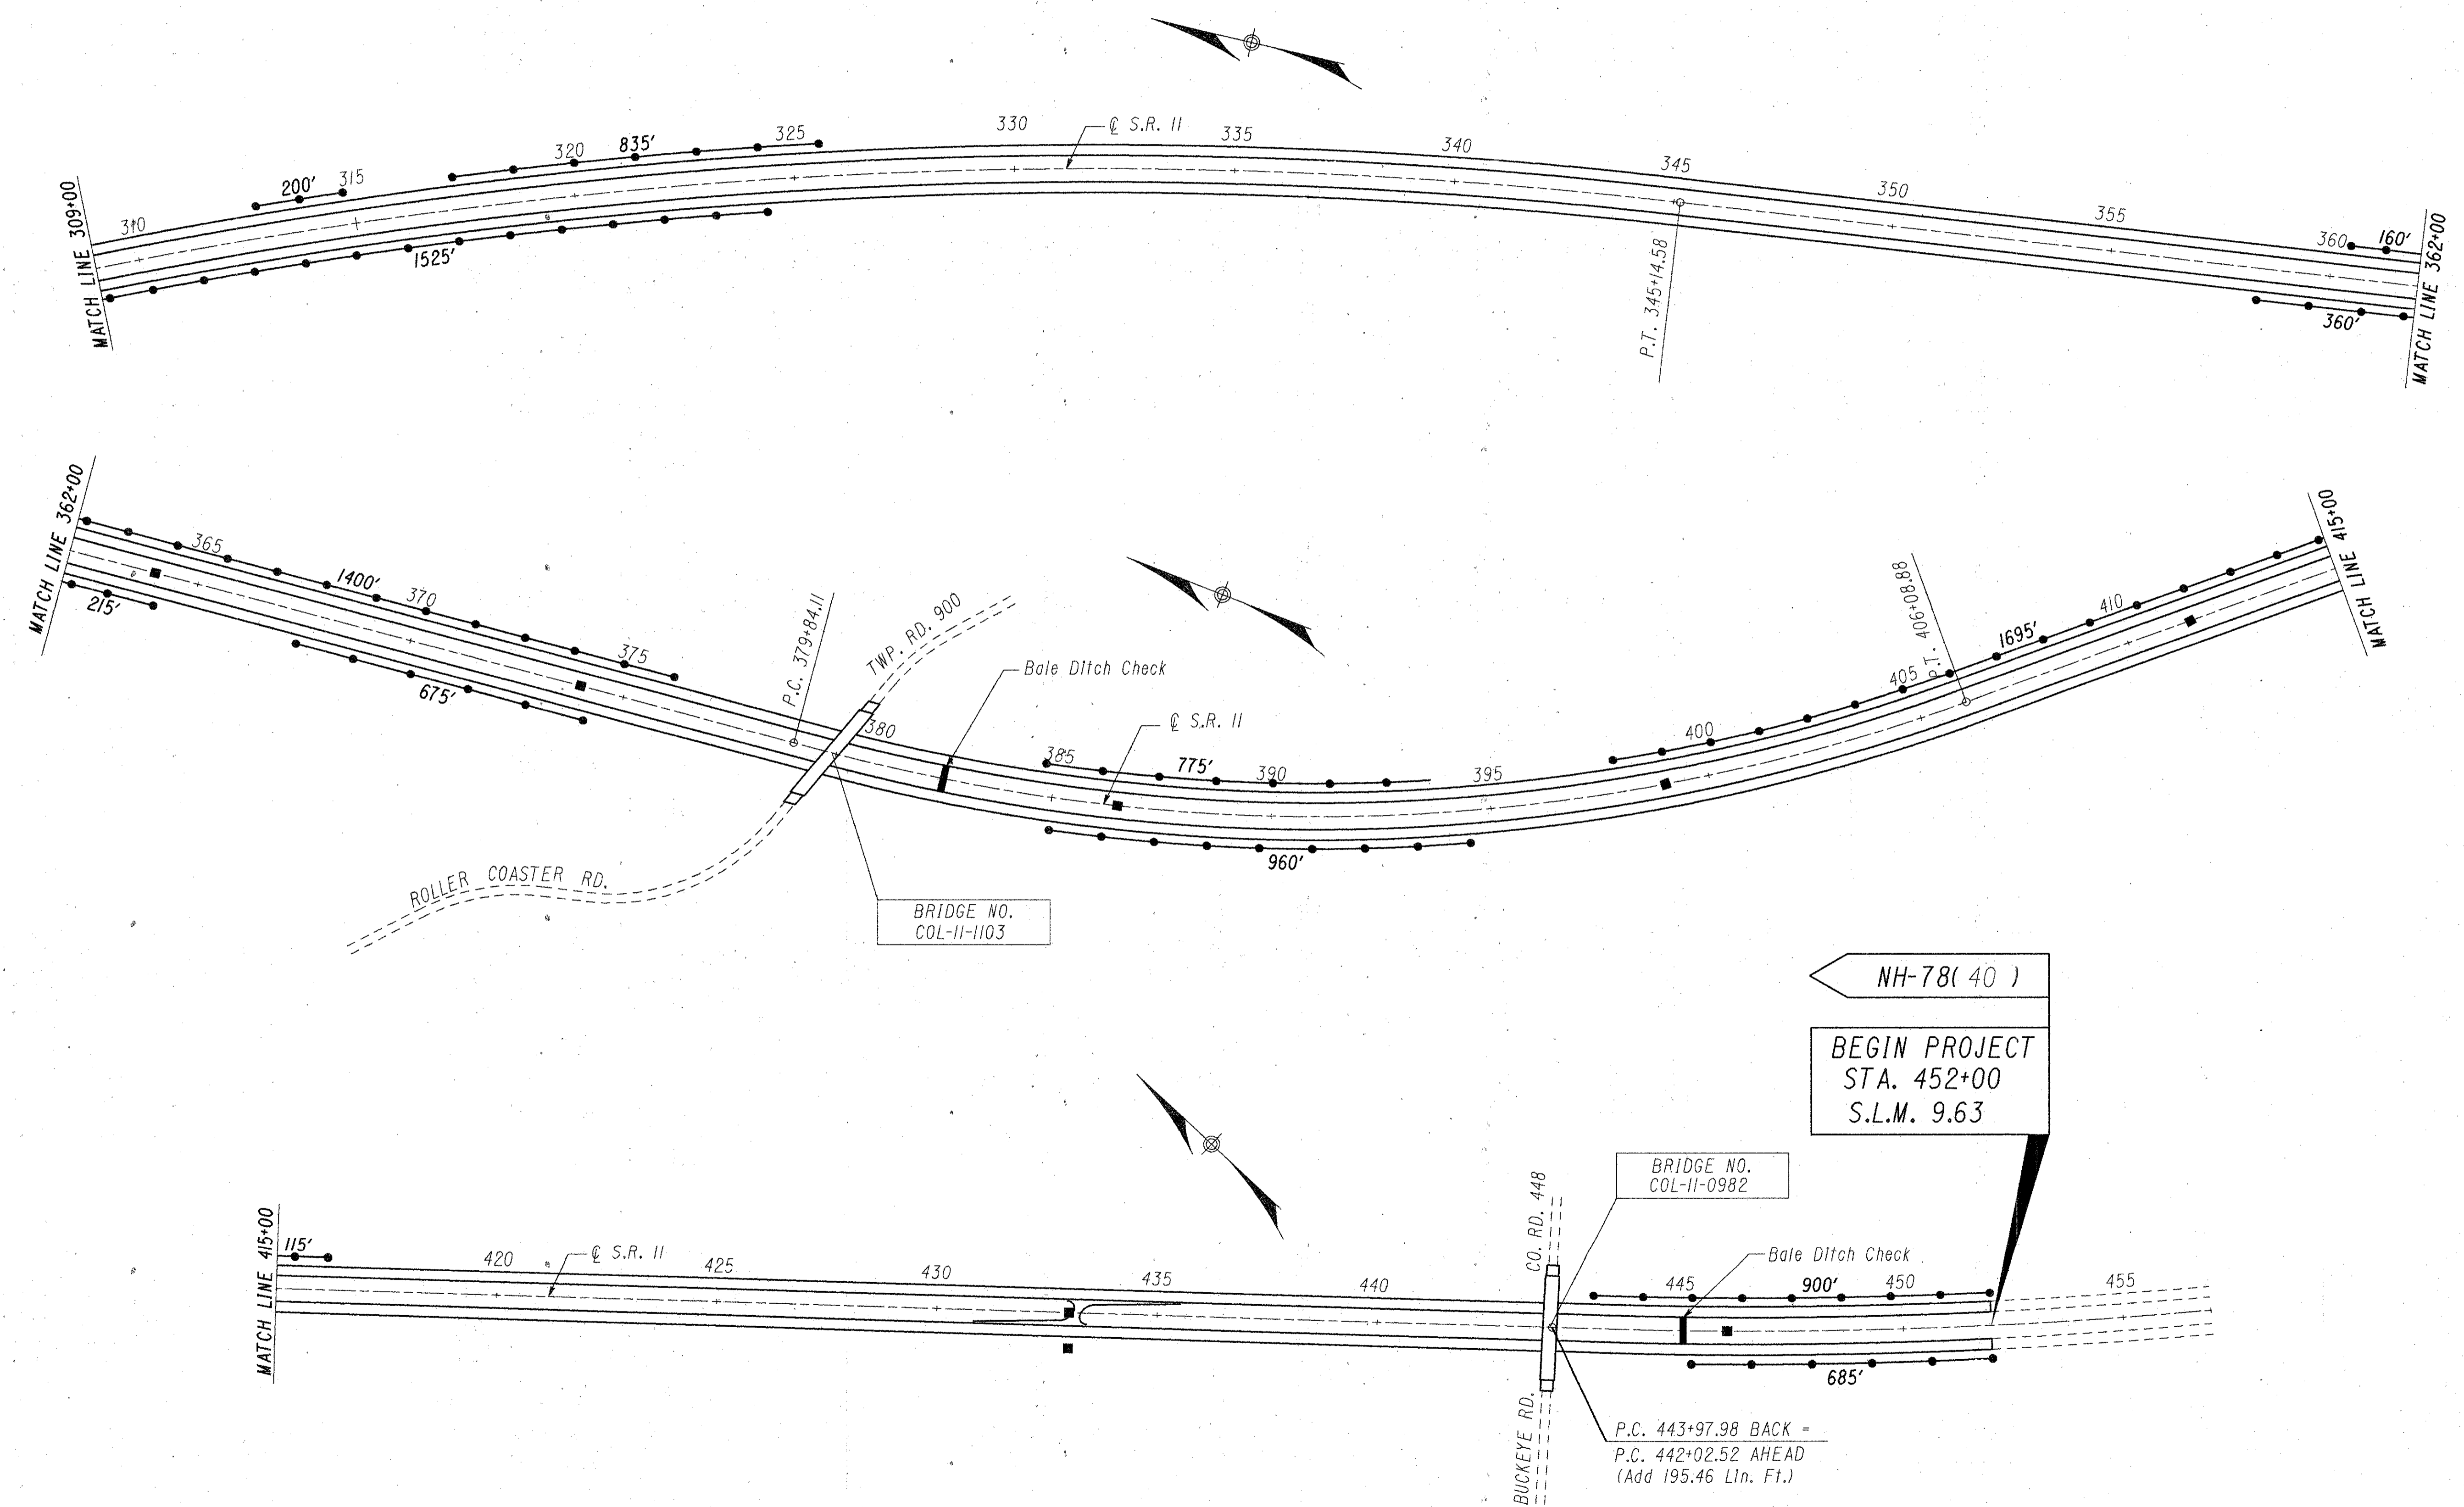 MATCH LINE 309+00
310
200'
315
320
835'
325
330
℄ S.R. 11
335
340
345
350
355
360
160'
MATCH LINE 362+00
1525'
P.T. 345+14.58
360'
MATCH LINE 362+00
365
1400'
370
375
215'
675'
P.C. 379+84.11
TWP. RD. 900
380
Bale Ditch Check
℄ S.R. 11
385
775'
390
395
400
405
P.T. 406+08.88
1695'
410
MATCH LINE 415+00
960'
ROLLER COASTER RD.
BRIDGE NO.
COL-11-1103
NH-78( 40 )
BEGIN PROJECT
STA. 452+00
S.L.M. 9.63
MATCH LINE 415+00
115'
420
℄ S.R. 11
425
430
435
440
CO. RD. 448
BRIDGE NO.
COL-11-0982
Bale Ditch Check
445
900'
450
455
685'
BUCKEYE RD.
P.C. 443+97.98 BACK =
P.C. 442+02.52 AHEAD
(Add 195.46 Lin. Ft.)